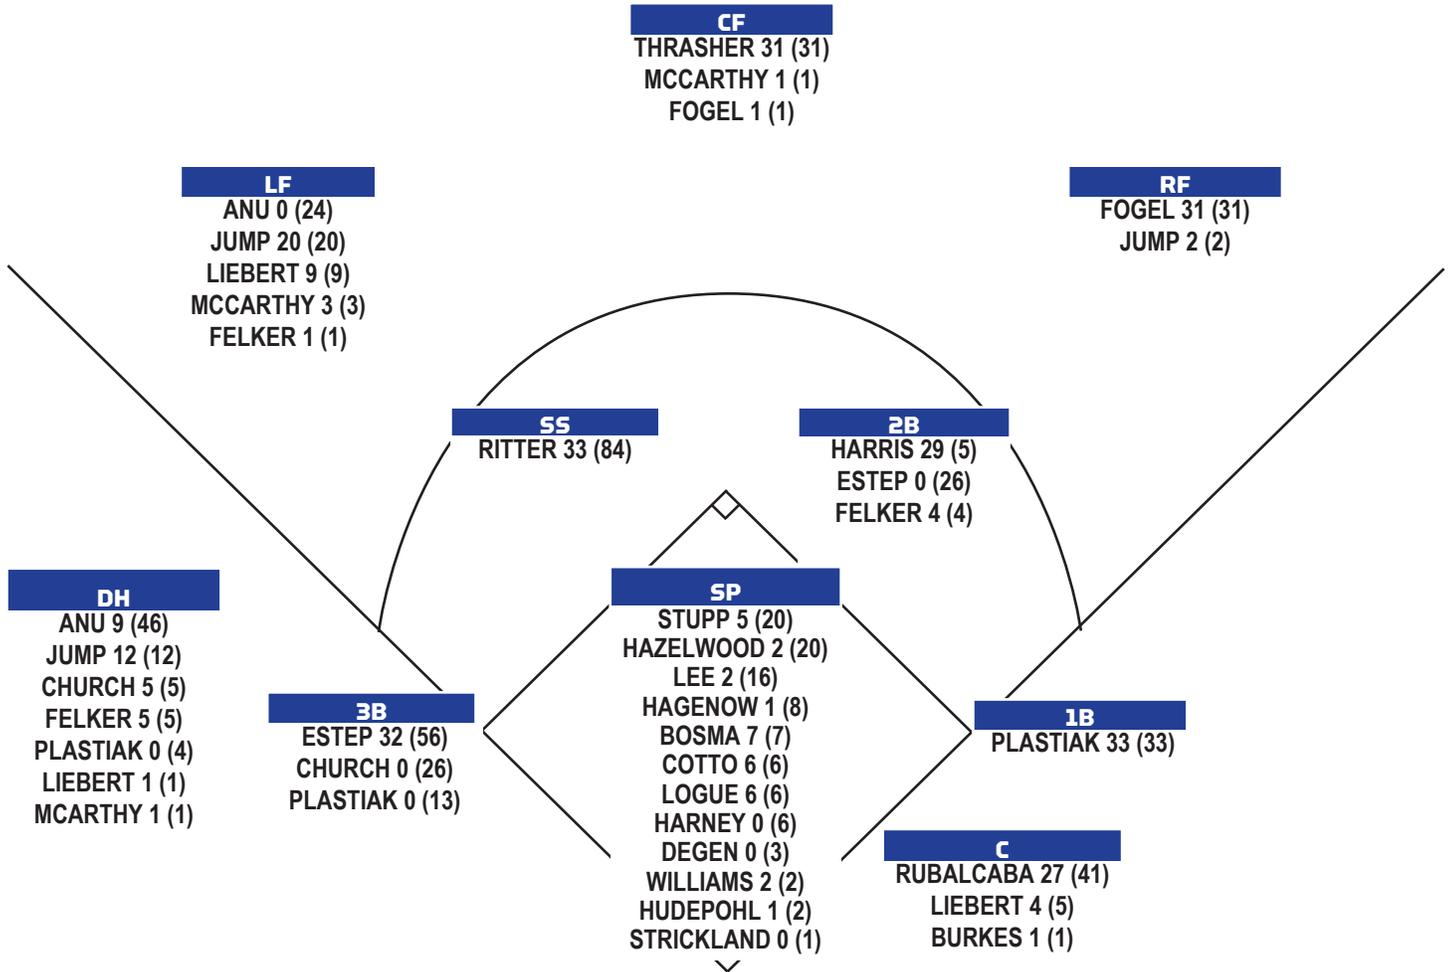 CF
THRASHER 31 (31)
MCCARTHY 1 (1)
FOGEL 1 (1)
LF
ANU 0 (24)
JUMP 20 (20)
LIEBERT 9 (9)
MCCARTHY 3 (3)
FELKER 1 (1)
RF
FOGEL 31 (31)
JUMP 2 (2)
SS
RITTER 33 (84)
2B
HARRIS 29 (5)
ESTEP 0 (26)
FELKER 4 (4)
DH
ANU 9 (46)
JUMP 12 (12)
CHURCH 5 (5)
FELKER 5 (5)
PLASTIAK 0 (4)
LIEBERT 1 (1)
MCARTHY 1 (1)
3B
ESTEP 32 (56)
CHURCH 0 (26)
PLASTIAK 0 (13)
SP
STUPP 5 (20)
HAZELWOOD 2 (20)
LEE 2 (16)
HAGENOW 1 (8)
BOSMA 7 (7)
COTTO 6 (6)
LOGUE 6 (6)
HARNEY 0 (6)
DEGEN 0 (3)
WILLIAMS 2 (2)
HUDEPOHL 1 (2)
STRICKLAND 0 (1)
1B
PLASTIAK 33 (33)
C
RUBALCABA 27 (41)
LIEBERT 4 (5)
BURKES 1 (1)